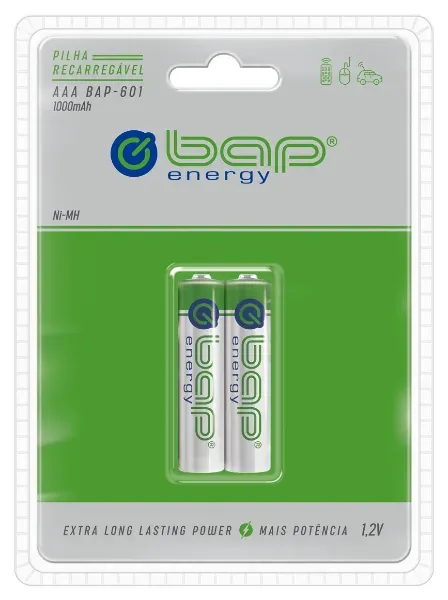 PILHA
RECARREGÁVEL
AAA BAP-601
1000mAh
bap®
energy
Ni-MH
bap®
energy
bap®
energy
EXTRA LONG LASTING POWER MAIS POTÊNCIA 1,2V